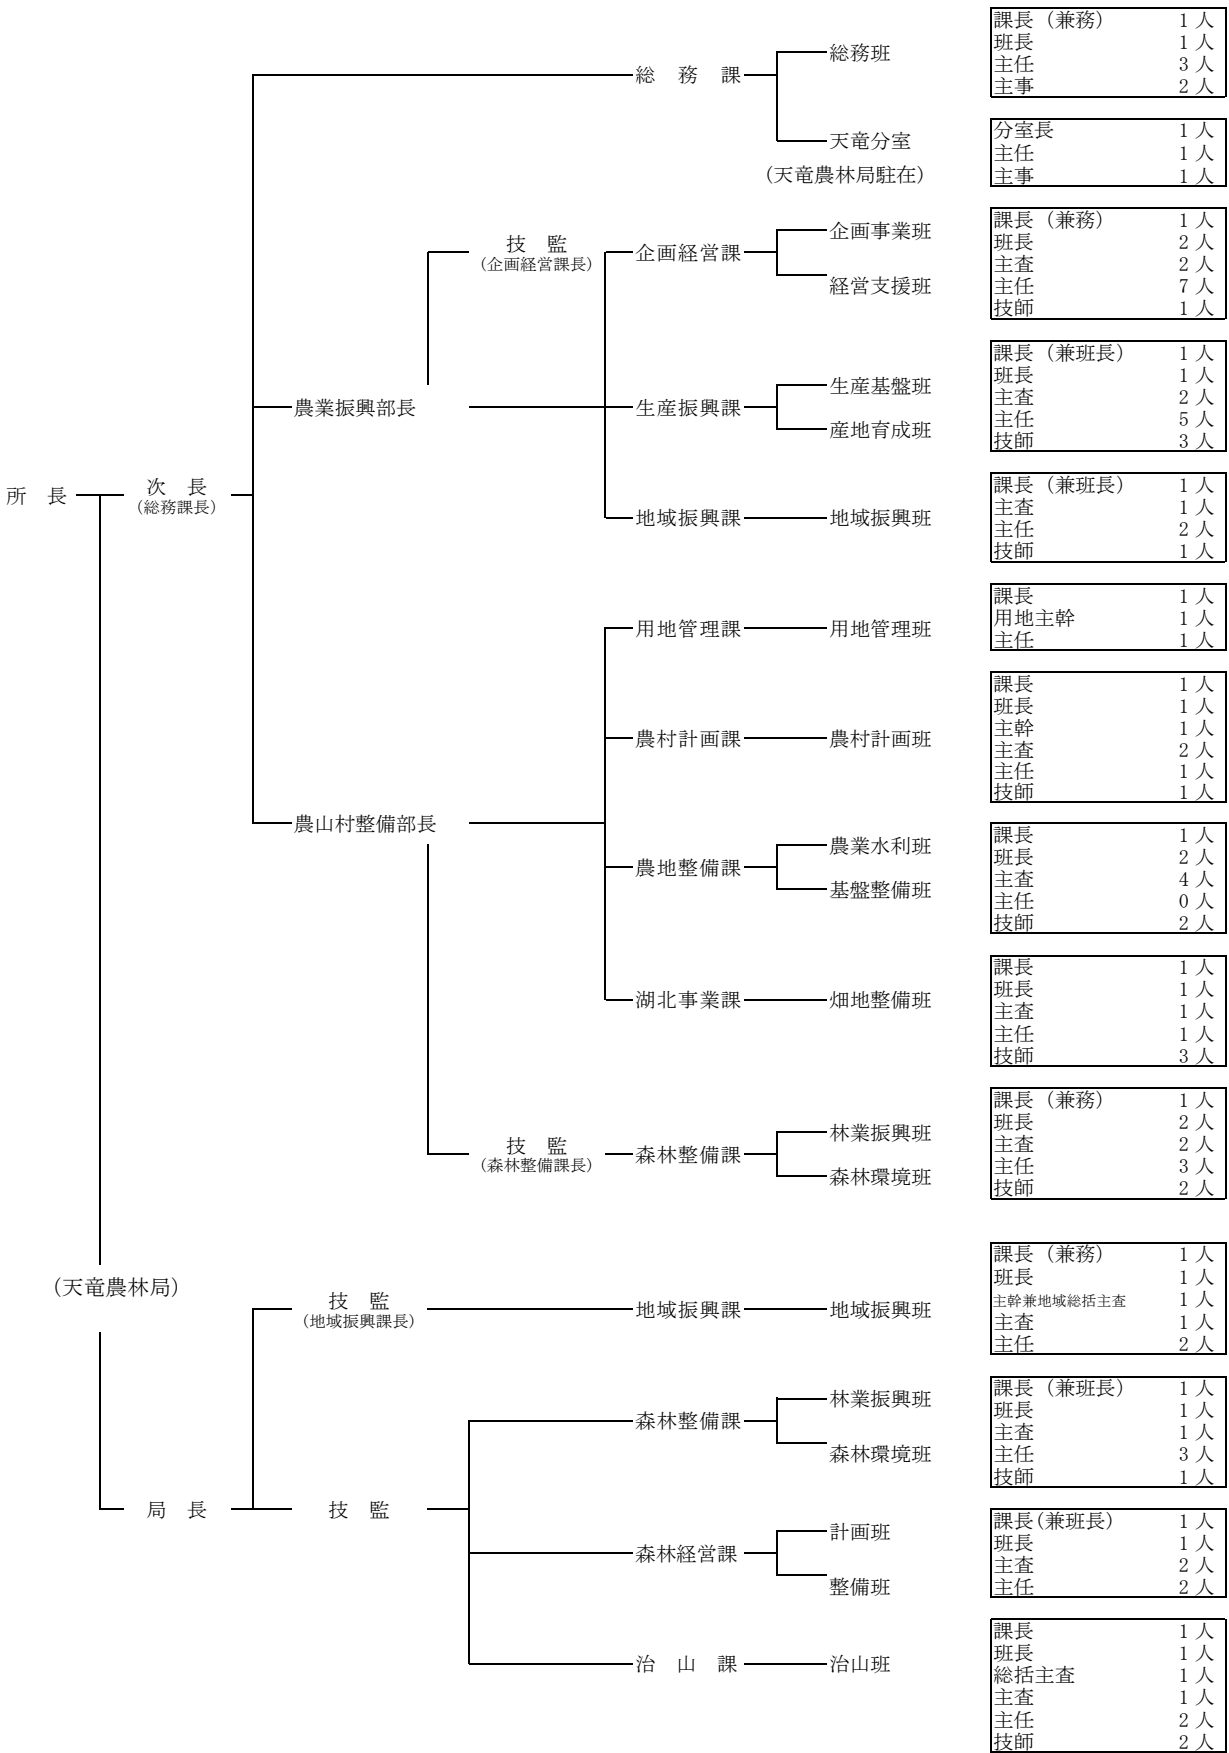 所　長
次　長
（総務課長）
総　務　課
総務班
課長（兼務） 1 人
班長 1 人
主任 3 人
主事 2 人
天竜分室
（天竜農林局駐在）
分室長 1 人
主任 1 人
主事 1 人
農業振興部長
技　監
（企画経営課長）
企画経営課
企画事業班
経営支援班
課長（兼務） 1 人
班長 2 人
主査 2 人
主任 7 人
技師 1 人
生産振興課
生産基盤班
産地育成班
課長（兼班長） 1 人
班長 1 人
主査 2 人
主任 5 人
技師 3 人
地域振興課
地域振興班
課長（兼班長） 1 人
主査 1 人
主任 2 人
技師 1 人
農山村整備部長
用地管理課
用地管理班
課長 1 人
用地主幹 1 人
主任 1 人
農村計画課
農村計画班
課長 1 人
班長 1 人
主幹 1 人
主査 2 人
主任 1 人
技師 1 人
農地整備課
農業水利班
基盤整備班
課長 1 人
班長 2 人
主査 4 人
主任 0 人
技師 2 人
湖北事業課
畑地整備班
課長 1 人
班長 1 人
主査 1 人
主任 1 人
技師 3 人
技　監
（森林整備課長）
森林整備課
林業振興班
森林環境班
課長（兼務） 1 人
班長 2 人
主査 2 人
主任 3 人
技師 2 人
（天竜農林局）
局　長
技　監
（地域振興課長）
地域振興課
地域振興班
課長（兼務） 1 人
班長 1 人
主幹兼地域総括主査 1 人
主査 1 人
主任 2 人
技　監
森林整備課
林業振興班
森林環境班
課長（兼班長） 1 人
班長 1 人
主査 1 人
主任 3 人
技師 1 人
森林経営課
計画班
整備班
課長(兼班長) 1 人
班長 1 人
主査 2 人
主任 2 人
治　山　課
治山班
課長 1 人
班長 1 人
総括主査 1 人
主査 1 人
主任 2 人
技師 2 人